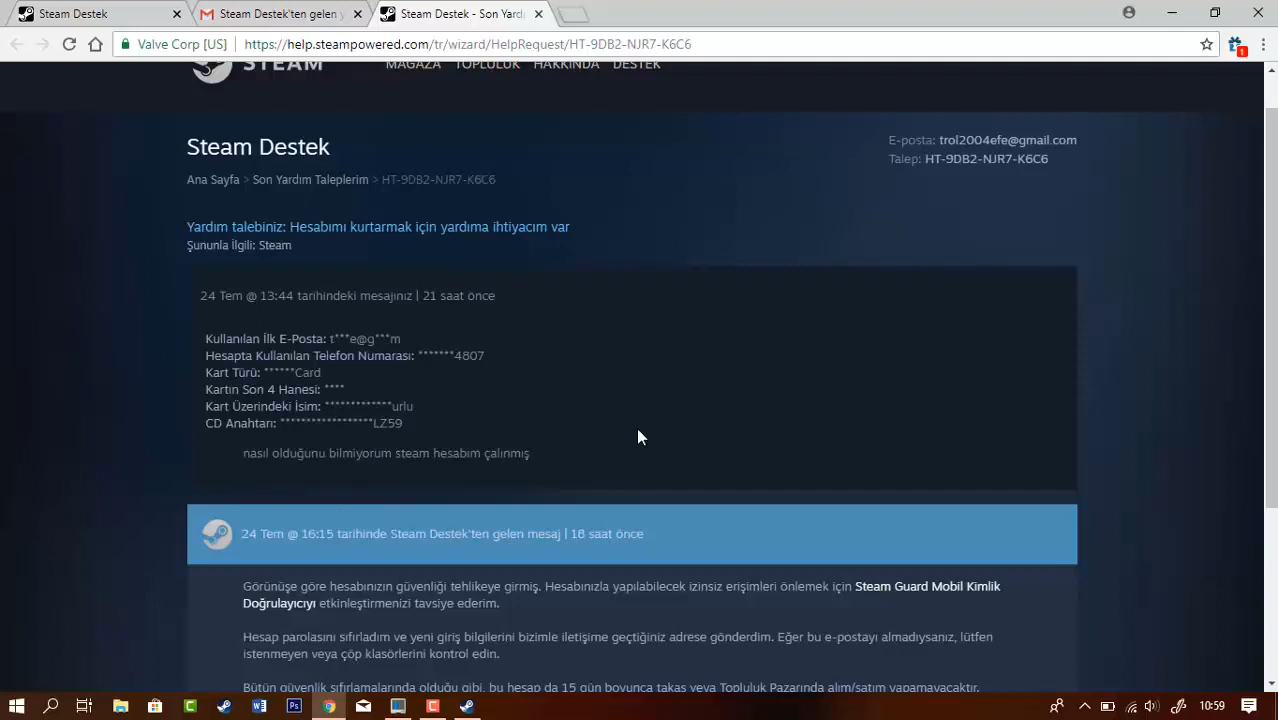 Steam Destek
Steam Destek'ten gelen y
Steam Destek - Son Yardı
Valve Corp [US]
https://help.steampowered.com/tr/wizard/HelpRequest/HT-9DB2-NJR7-K6C6
1
STEAM
MAĞAZA TOPLULUK HAKKINDA DESTEK
Steam Destek
E-posta: trol2004efe@gmail.com
Talep: HT-9DB2-NJR7-K6C6
Ana Sayfa > Son Yardım Taleplerim > HT-9DB2-NJR7-K6C6
Yardım talebiniz: Hesabımı kurtarmak için yardıma ihtiyacım var
Şununla İlgili: Steam
24 Tem @ 13:44 tarihindeki mesajınız | 21 saat önce
Kullanılan İlk E-Posta: t***e@g***m
Hesapta Kullanılan Telefon Numarası: *******4807
Kart Türü: ******Card
Kartın Son 4 Hanesi: ****
Kart Üzerindeki İsim: *************urlu
CD Anahtarı: ******************LZ59
nasıl olduğunu bilmiyorum steam hesabım çalınmış
24 Tem @ 16:15 tarihinde Steam Destek'ten gelen mesaj | 18 saat önce
Görünüşe göre hesabınızın güvenliği tehlikeye girmiş. Hesabınızla yapılabilecek izinsiz erişimleri önlemek için Steam Guard Mobil Kimlik
Doğrulayıcıyı etkinleştirmenizi tavsiye ederim.
Hesap parolasını sıfırladım ve yeni giriş bilgilerini bizimle iletişime geçtiğiniz adrese gönderdim. Eğer bu e-postayı almadıysanız, lütfen
istenmeyen veya çöp klasörlerini kontrol edin.
Bütün güvenlik sıfırlamalarında olduğu gibi, bu hesap da 15 gün boyunca takas veya Topluluk Pazarında alım/satım yapamayacaktır.
10:59